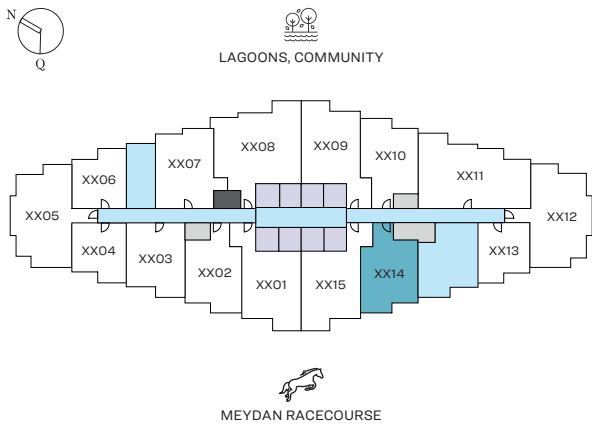 N
Q
LAGOONS, COMMUNITY
XX08
XX09
XX07
XX10
XX06
XX11
XX05
XX12
XX04
XX03
XX02
XX01
XX15
XX14
XX13
MEYDAN RACECOURSE